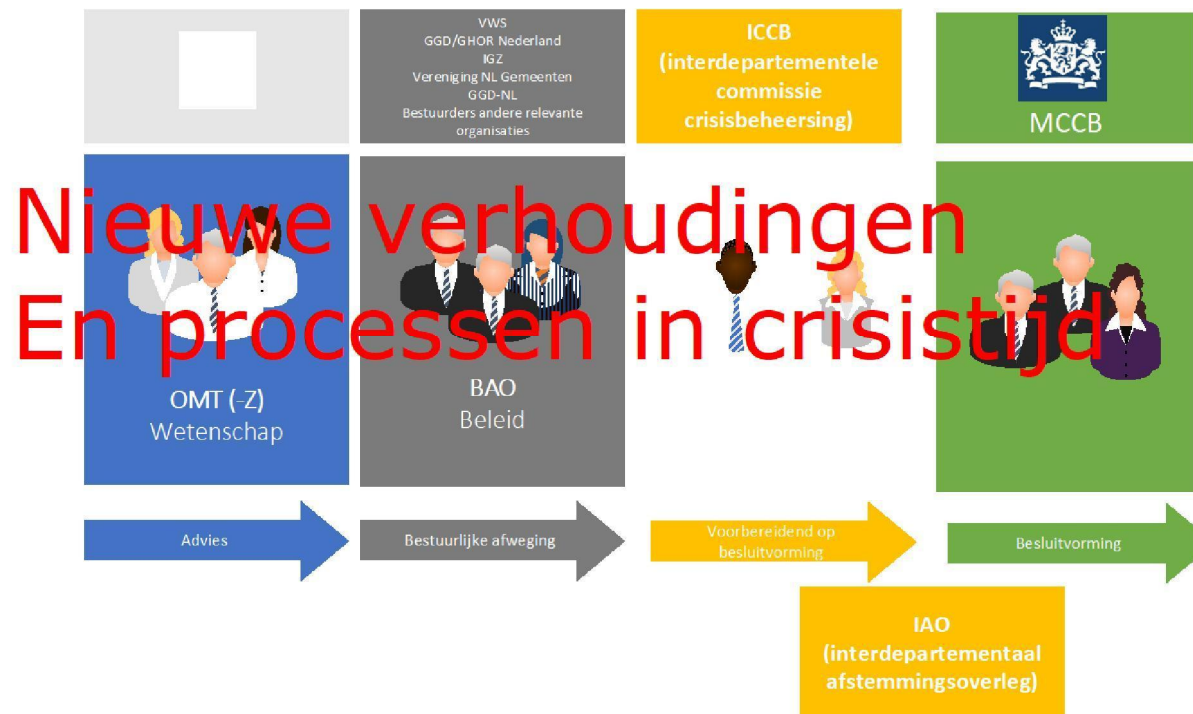 VWS
GGD/GHOR Nederland
IGZ
Vereniging NL Gemeenten
GGD-NL
Bestuurders andere relevante
organisaties
ICCB
(interdepartementele
commissie
crisisbeheersing)
MCCB
Nieuwe verhoudingen
En processen in crisistijd
OMT (-Z)
Wetenschap
BAO
Beleid
Advies
Bestuurlijke afweging
Voorbereidend op
besluitvorming
Besluitvorming
IAO
(interdepartementaal
afstemmingsoverleg)